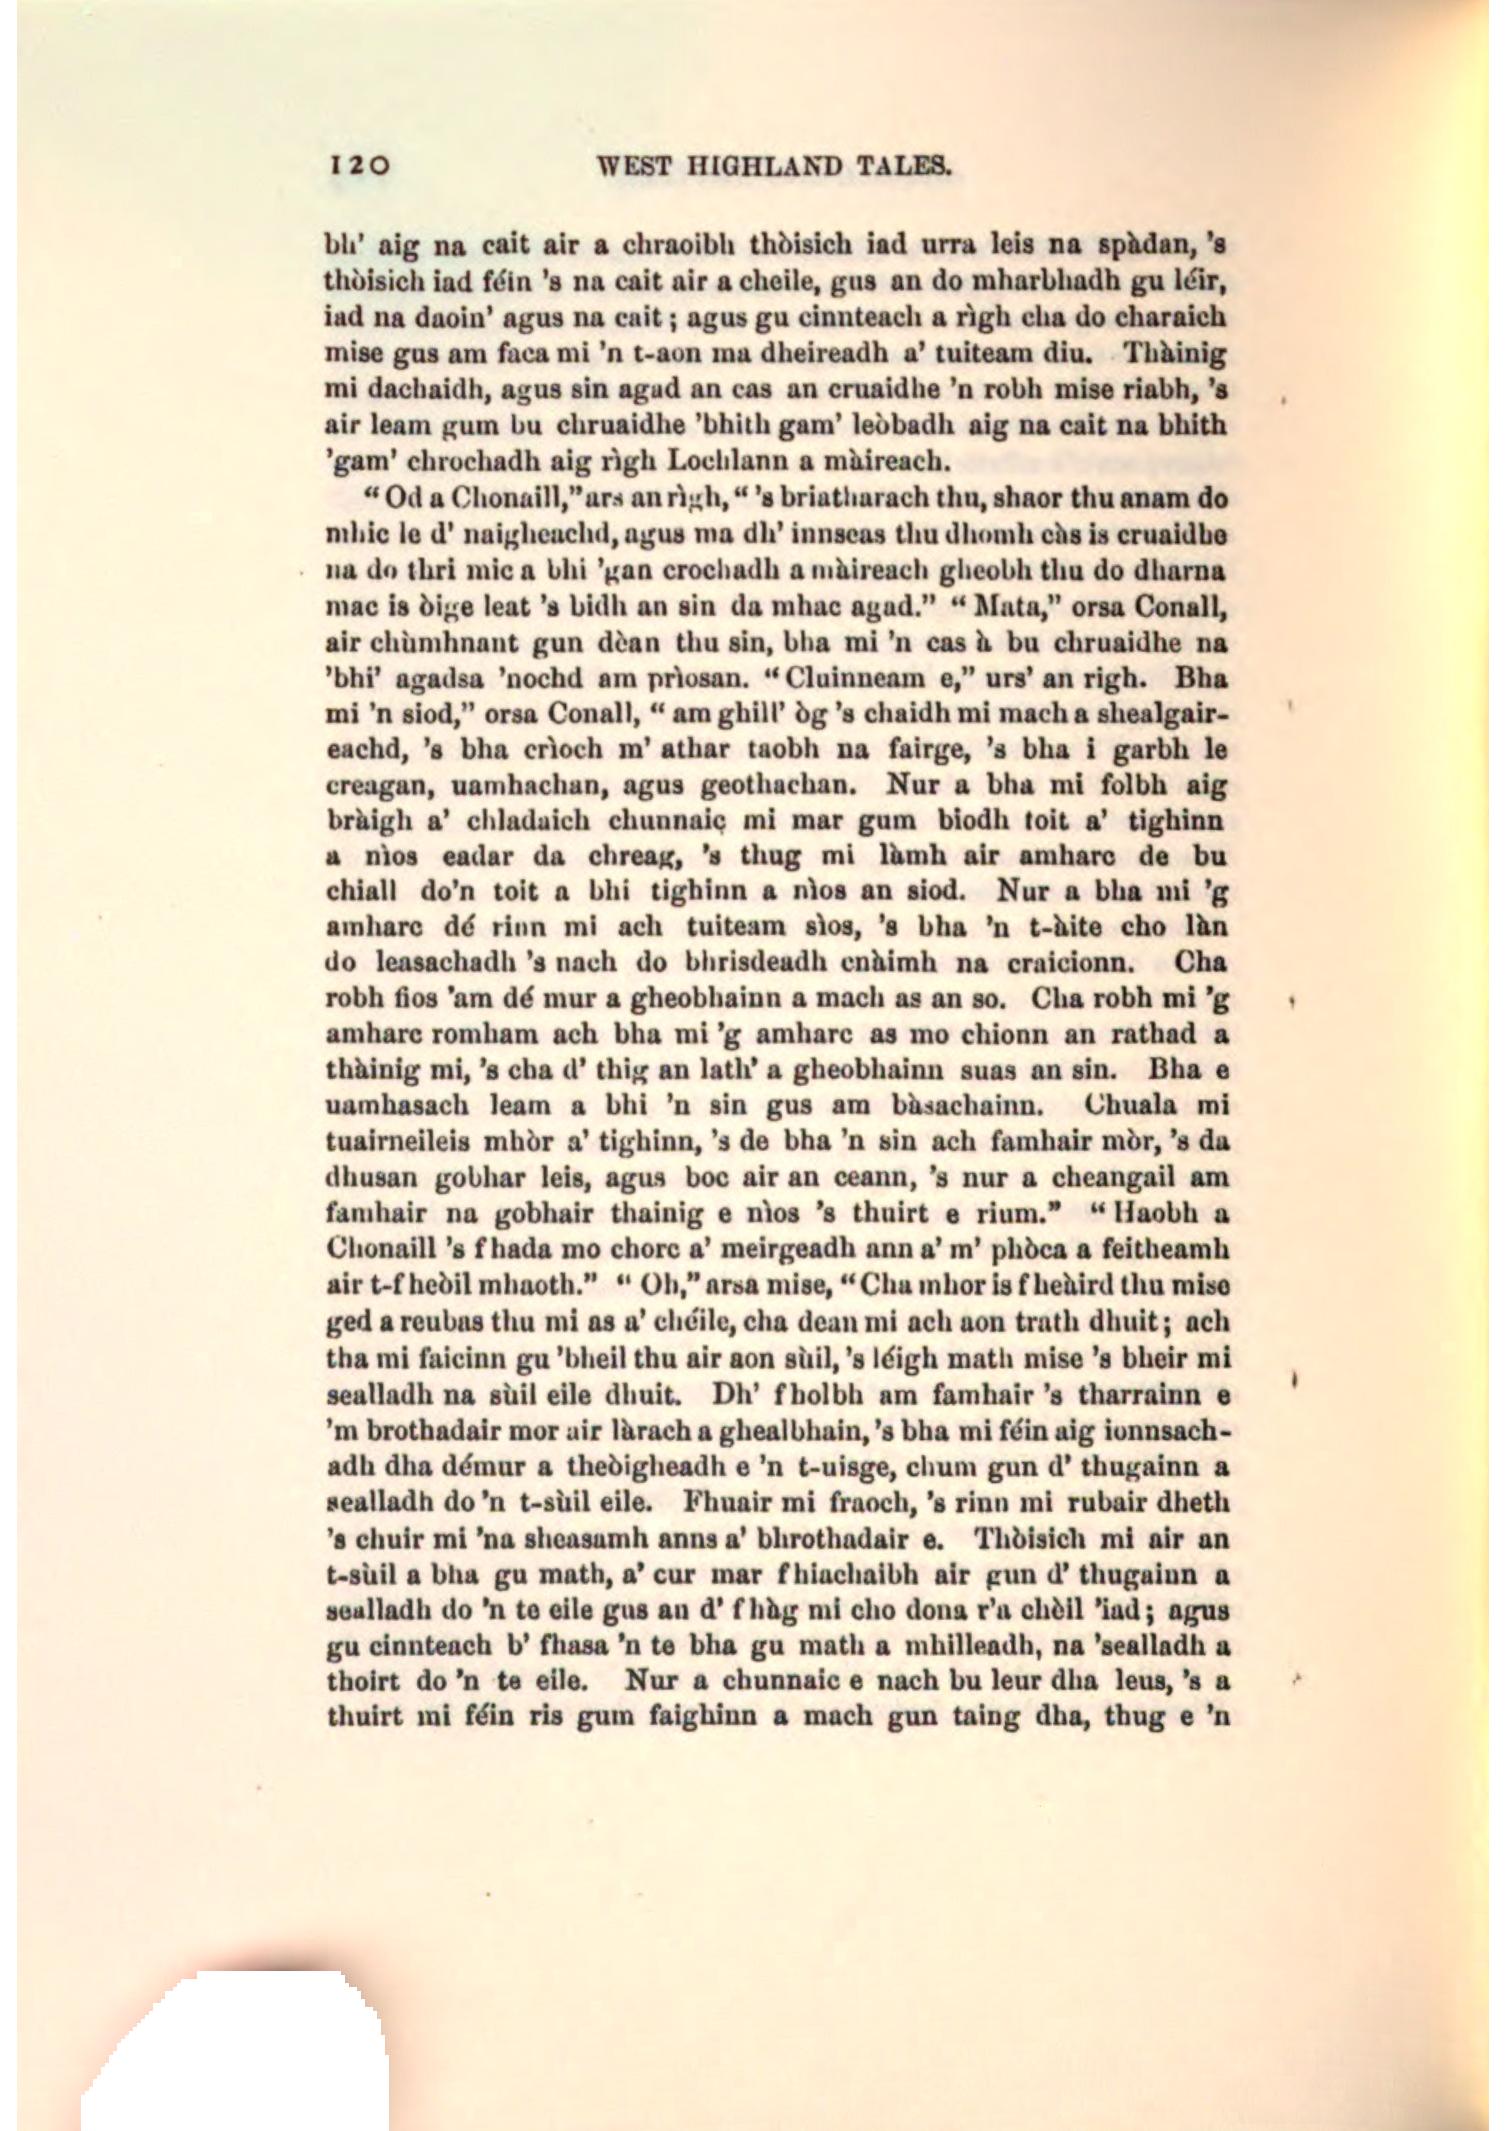 120 WEST HIGHLAND TALES.
bh' aig na cait air a chraoibh thòisich iad urra leis na spàdan, 's
thòisich iad féin 's na cait air a cheile, gus an do mharbhadh gu léir,
iad na daoin' agus na cait; agus gu cinnteach a rìgh cha do charaich
mise gus am faca mi 'n t-aon ma dheireadh a' tuiteam diu. Thàinig
mi dachaidh, agus sin agad an cas an cruaidhe 'n robh mise riabh, 's
air leam gum bu chruaidhe 'bhith gam' leòbadh aig na cait na bhith
'gam' chrochadh aig rìgh Lochlann a màireach.
“Od a Chonaill,” ars an rìgh, “'s briatharach thu, shaor thu anam do
mhic le d' naigheachd, agus ma dh' innseas thu dhomh càs is cruaidhe
na do thri mic a bhi 'gan crochadh a màireach gheobh thu do dharna
mac is òige leat 's bidh an sin da mhac agad.” “Mata,” orsa Conall,
air chùmhnant gun dèan thu sin, bha mi 'n cas à bu chruaidhe na
'bhi' agadsa 'nochd am prìosan. “Cluinneam e,” urs' an righ. Bha
mi 'n siod,” orsa Conall, “am ghill' òg 's chaidh mi mach a shealgair-
eachd, 's bha crìoch m' athar taobh na fairge, 's bha i garbh le
creagan, uamhachan, agus geothachan. Nur a bha mi folbh aig
bràigh a' chladaich chunnaic mi mar gum biodh toit a' tighinn
a nìos eadar da chreag, 's thug mi làmh air amharc de bu
chiall do'n toit a bhi tighinn a nìos an siod. Nur a bha mi 'g
amharc dé rinn mi ach tuiteam sìos, 's bha 'n t-àite cho làn
do leasachadh 's nach do bhrisdeadh cnàimh na craicionn. Cha
robh fios 'am dé mur a gheobhainn a mach as an so. Cha robh mi 'g
amharc romham ach bha mi 'g amharc as mo chionn an rathad a
thàinig mi, 's cha d' thig an lath' a gheobhainn suas an sin. Bha e
uamhasach leam a bhi 'n sin gus am bàsachainn. Chuala mi
tuairneileis mhòr a' tighinn, 's de bha 'n sin ach famhair mòr, 's da
dhusan gobhar leis, agus boc air an ceann, 's nur a cheangail am
famhair na gobhair thainig e nìos 's thuirt e rium.” “Haobh a
Chonaill 's fhada mo chorc a' meirgeadh ann a' m' phòca a feitheamh
air t-fheòil mhaoth.” “Oh,” arsa mise, “Cha mhor is fheàird thu mise
ged a reubas thu mi as a' chéile, cha dean mi ach aon trath dhuit; ach
tha mi faicinn gu 'bheil thu air aon sùil, 's léigh math mise 's bheir mi
sealladh na sùil eile dhuit. Dh' fholbh am famhair 's tharrainn e
'm brothadair mor air làrach a ghealbhain, 's bha mi féin aig ionnsach-
adh dha démur a theòigheadh e 'n t-uisge, chum gun d' thugainn a
sealladh do 'n t-sùil eile. Fhuair mi fraoch, 's rinn mi rubair dheth
's chuir mi 'na sheasamh anns a' bhrothadair e. Thòisich mi air an
t-sùil a bha gu math, a' cur mar fhiachaibh air gun d' thugainn a
sealladh do 'n te eile gus an d' fhàg mi cho dona r'a chèil 'iad; agus
gu cinnteach b' fhasa 'n te bha gu math a mhilleadh, na 'sealladh a
thoirt do 'n te eile. Nur a chunnaic e nach bu leur dha leus, 's a
thuirt mi féin ris gum faighinn a mach gun taing dha, thug e 'n